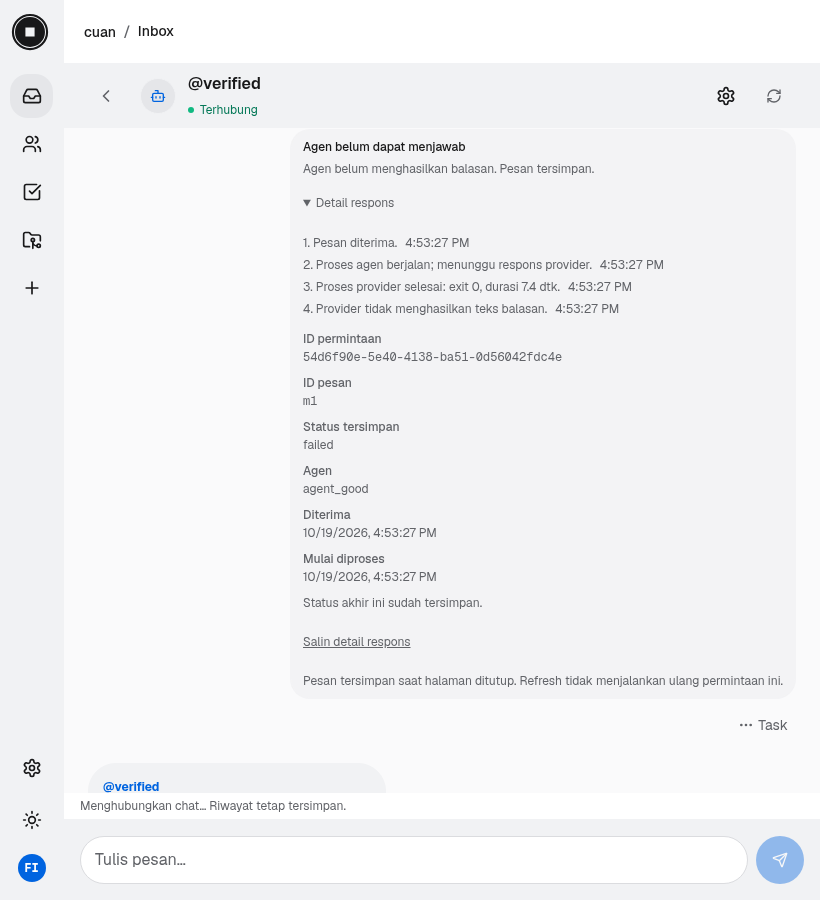 cuan / Inbox
@verified
Terhubung
Agen belum dapat menjawab
Agen belum menghasilkan balasan. Pesan tersimpan.
▼ Detail respons
1. Pesan diterima. 4:53:27 PM
2. Proses agen berjalan; menunggu respons provider. 4:53:27 PM
3. Proses provider selesai: exit 0, durasi 7.4 dtk. 4:53:27 PM
4. Provider tidak menghasilkan teks balasan. 4:53:27 PM
ID permintaan
54d6f90e-5e40-4138-ba51-0d56042fdc4e
ID pesan
m1
Status tersimpan
failed
Agen
agent_good
Diterima
10/19/2026, 4:53:27 PM
Mulai diproses
10/19/2026, 4:53:27 PM
Status akhir ini sudah tersimpan.
Salin detail respons
Pesan tersimpan saat halaman ditutup. Refresh tidak menjalankan ulang permintaan ini.
··· Task
@verified
Menghubungkan chat… Riwayat tetap tersimpan.
Tulis pesan…
FI